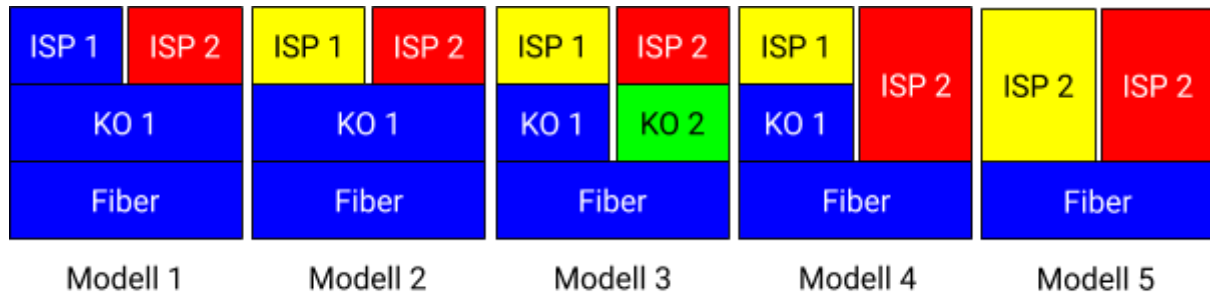 ISP 1 ISP 2 ISP 1 ISP 2 ISP 1 ISP 2 ISP 1 ISP 2 ISP 2 ISP 2
KO 1 KO 1 KO 1 KO 2 KO 1
Fiber Fiber Fiber Fiber Fiber
Modell 1 Modell 2 Modell 3 Modell 4 Modell 5